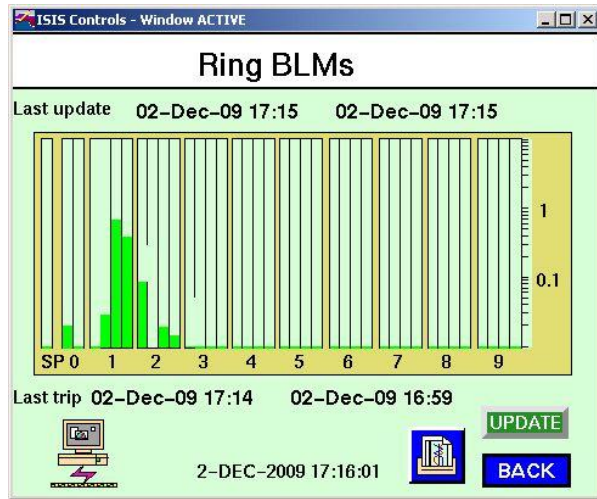 ISIS Controls - Window ACTIVE
Ring BLMs
Last update 02-Dec-09 17:15 02-Dec-09 17:15
1
0.1
SP 0 1 2 3 4 5 6 7 8 9
Last trip 02-Dec-09 17:14 02-Dec-09 16:59
UPDATE
2-DEC-2009 17:16:01
BACK